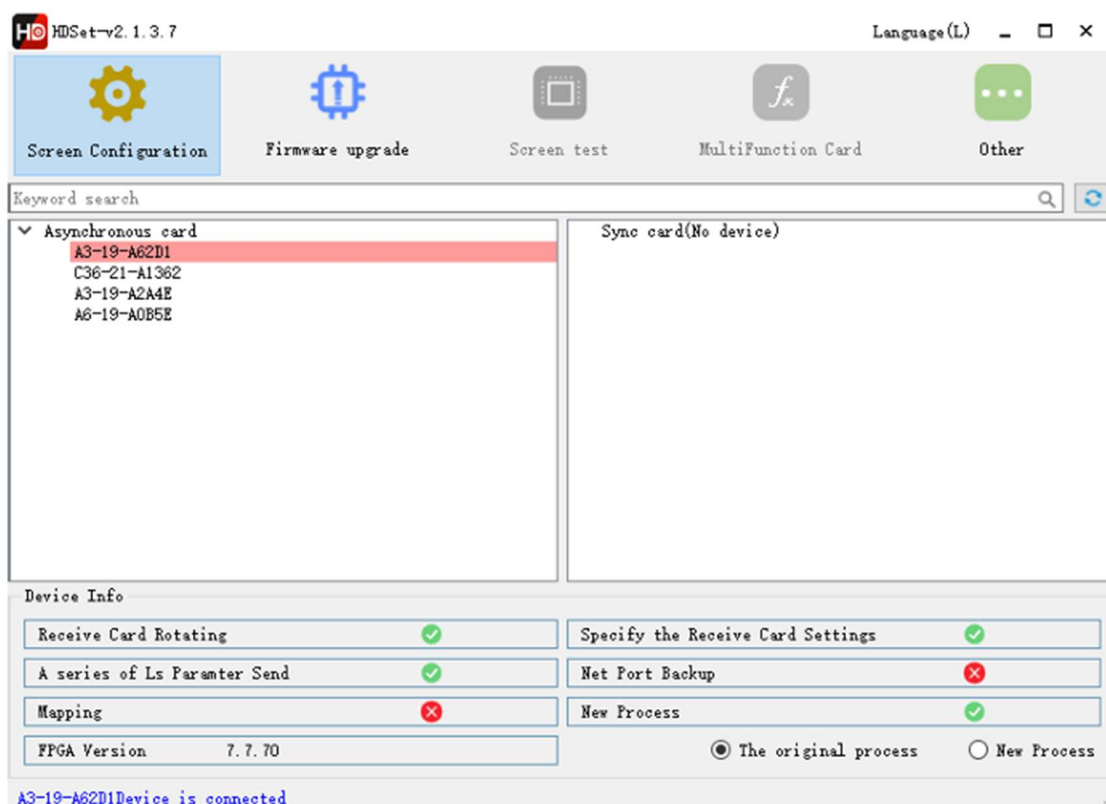 HD HDSet-v2.1.3.7 Language(L)
Screen Configuration Firmware upgrade Screen test MultiFunction Card Other
Keyword search
Asynchronous card
A3-19-A62D1
C36-21-A1362
A3-19-A2A4E
A6-19-A0B5E
Sync card(No device)
Device Info
Receive Card Rotating Specify the Receive Card Settings
A series of Ls Paramter Send Net Port Backup
Mapping New Process
FPGA Version 7.7.70 The original process New Process
A3-19-A62D1Device is connected